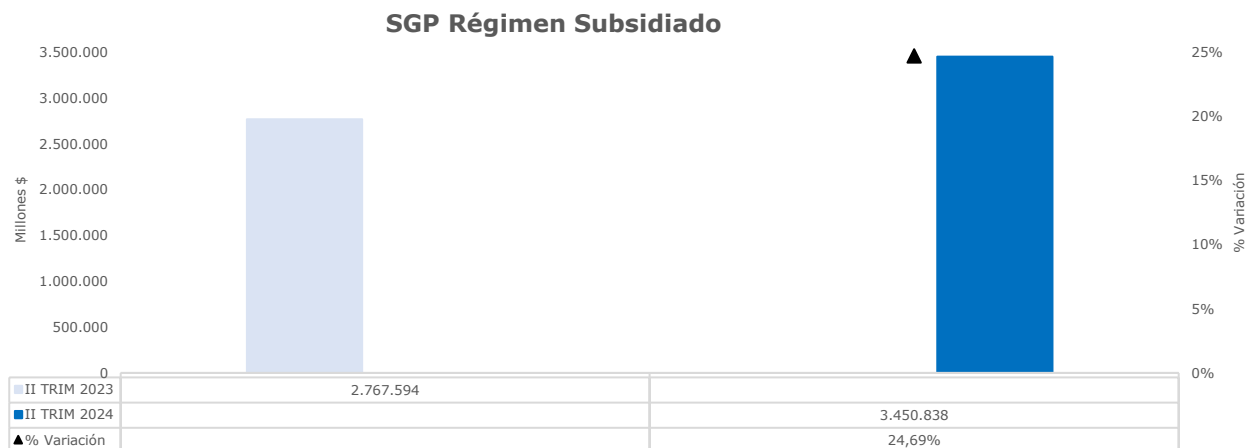 SGP Régimen Subsidiado
Millones $
3.500.000
3.000.000
2.500.000
2.000.000
1.500.000
1.000.000
500.000
0
25%
20%
15%
10%
5%
0%
% Variación
II TRIM 2023 2.767.594
II TRIM 2024 3.450.838
% Variación 24,69%